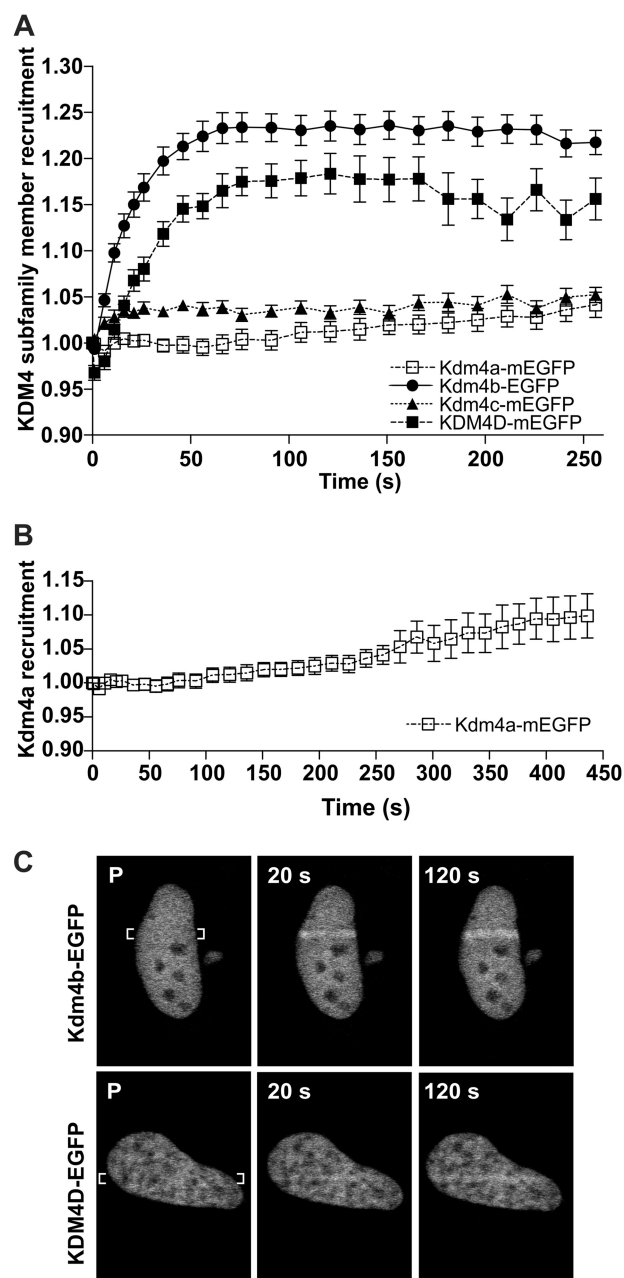 A
KDM4 subfamily member recruitment
1.30
1.25
1.20
1.15
1.10
1.05
1.00
0.95
0.90
Kdm4a-mEGFP
Kdm4b-EGFP
Kdm4c-mEGFP
KDM4D-mEGFP
0 50 100 150 200 250
Time (s)
B
Kdm4a recruitment
1.15
1.10
1.05
1.00
0.95
0.90
Kdm4a-mEGFP
0 50 100 150 200 250 300 350 400 450
Time (s)
C
Kdm4b-EGFP
P 20 s 120 s
KDM4D-EGFP
P 20 s 120 s